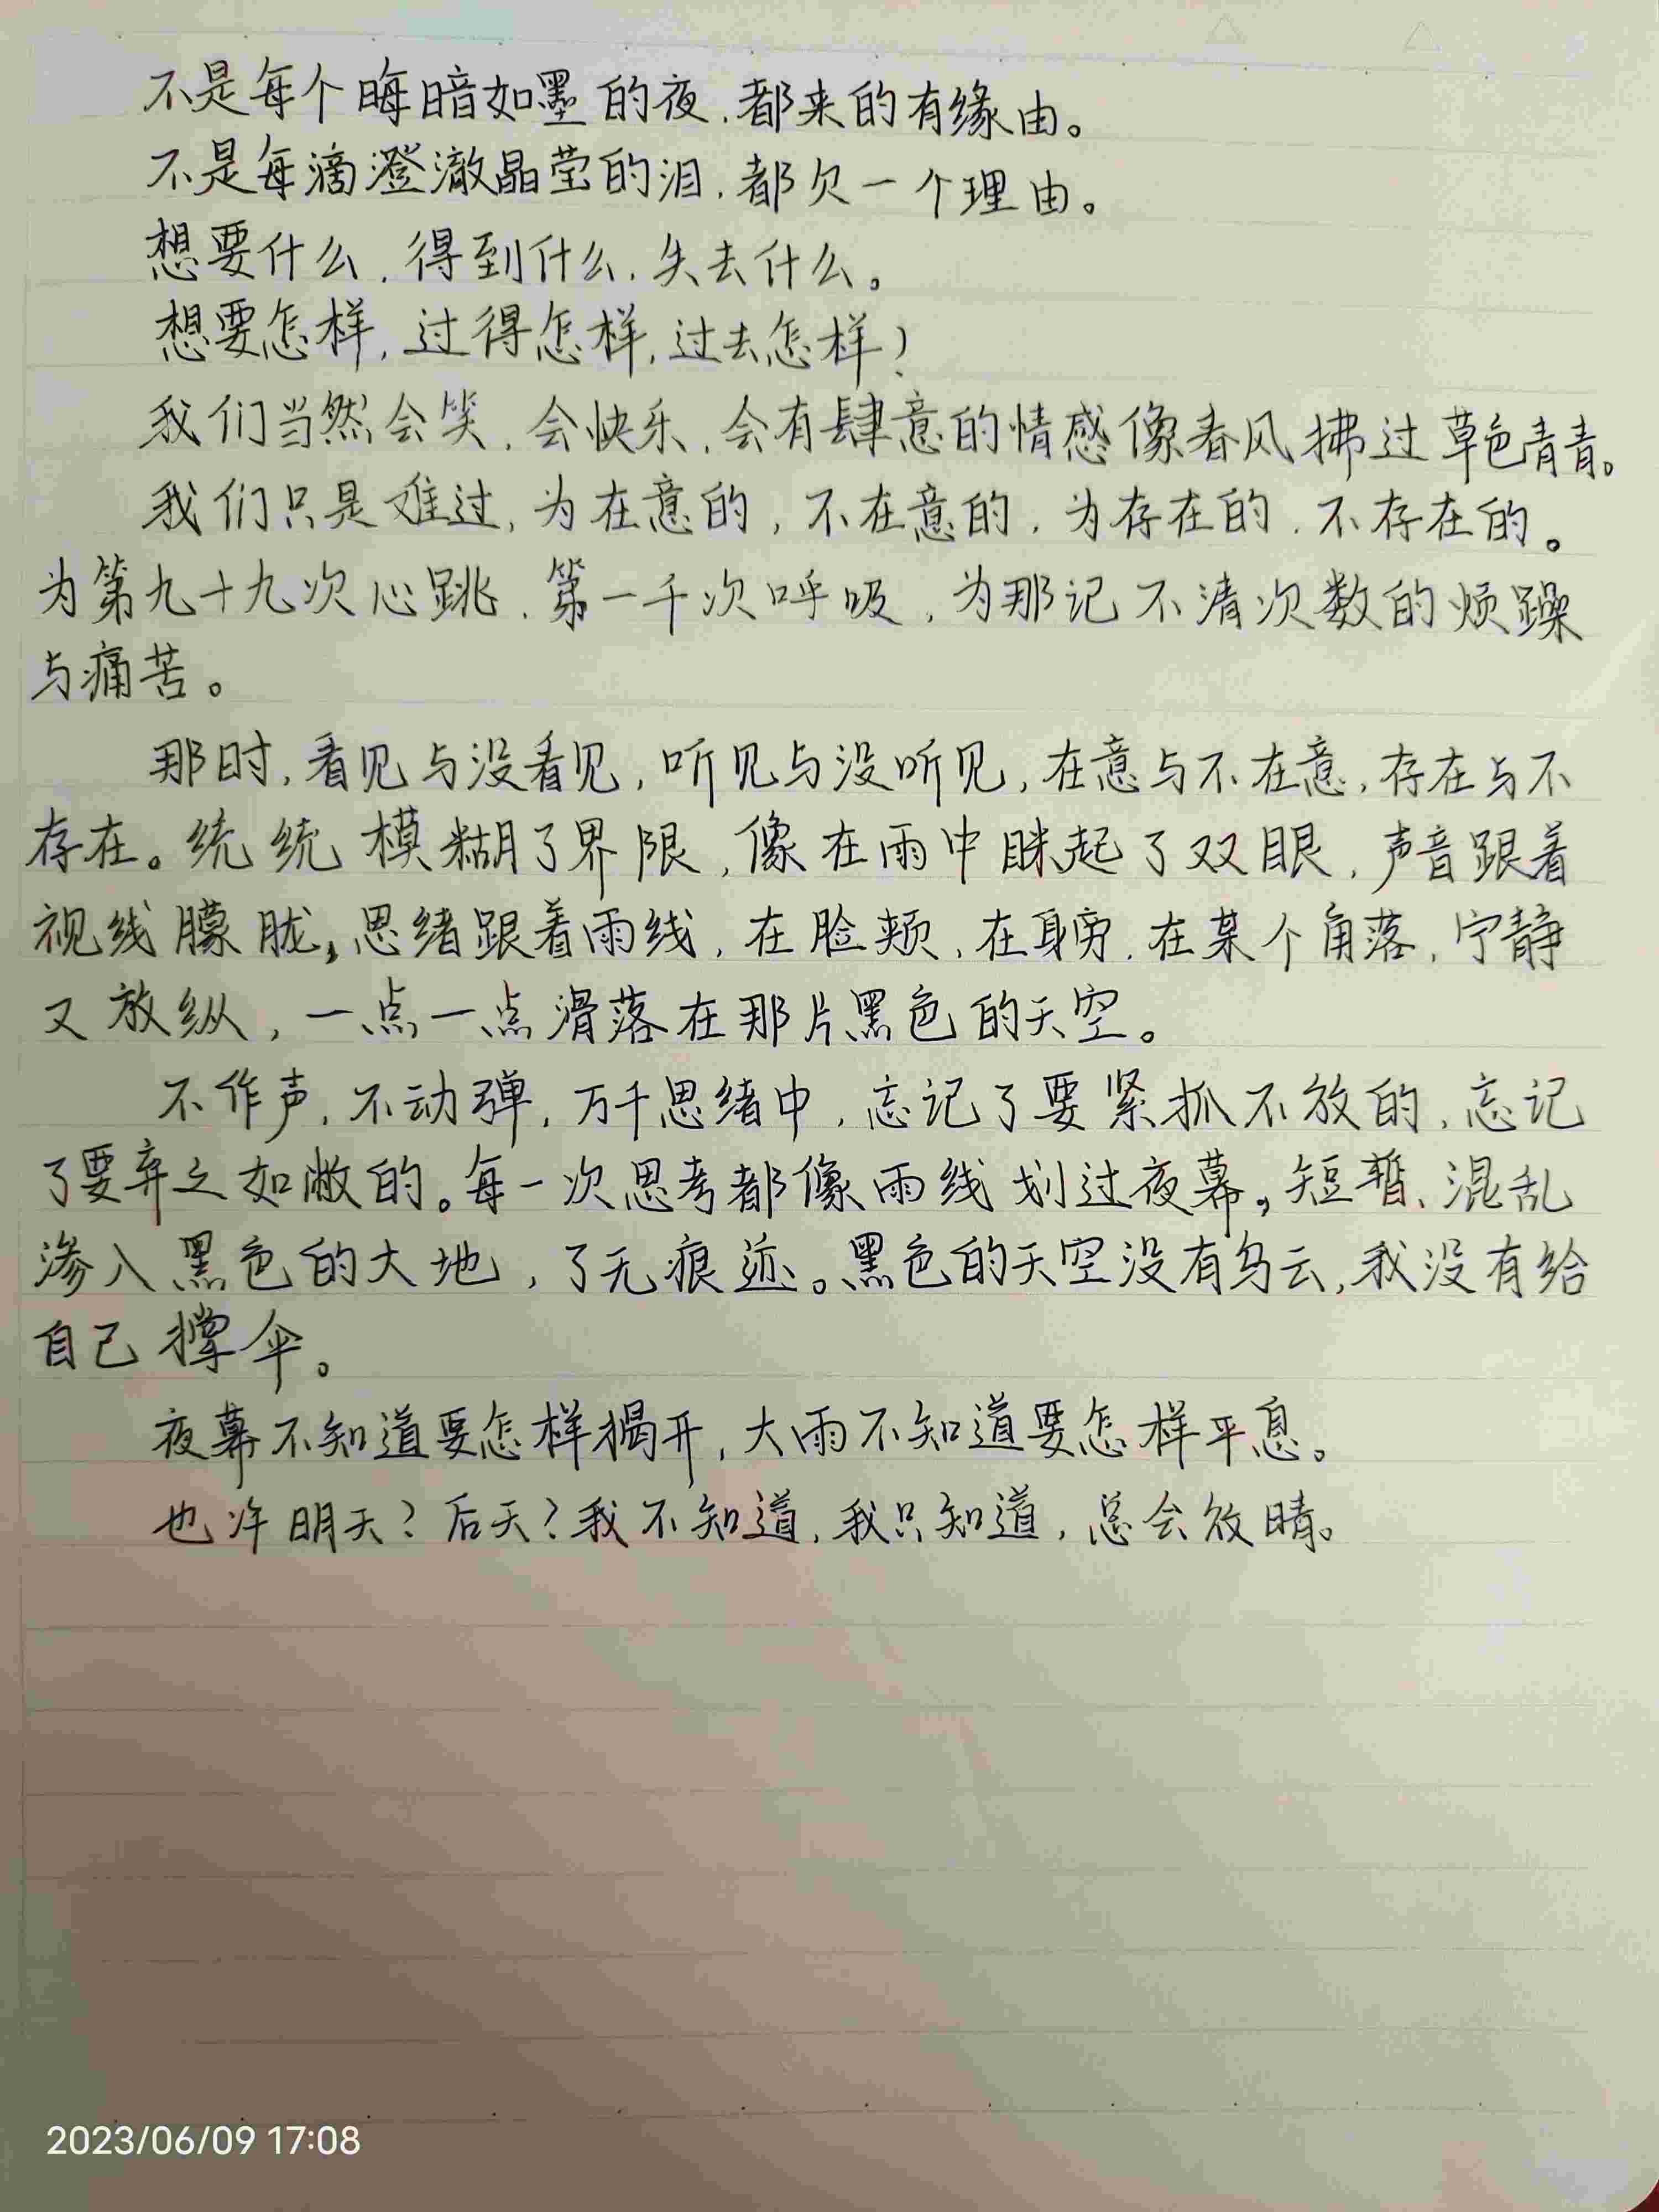 不是每个晦暗如墨的夜，都来的有缘由。
不是每滴澄澈晶莹的泪，都欠一个理由。
想要什么，得到什么，失去什么。
想要怎样，过得怎样，过去怎样？
我们当然会笑，会快乐，会有肆意的情感像春风拂过草色青青。
我们只是难过，为在意的，不在意的，为存在的，不存在的。
为第九十九次心跳，第一千次呼吸，为那记不清次数的烦躁
与痛苦。
那时，看见与没看见，听见与没听见，在意与不在意，存在与不
存在。统统模糊了界限，像在雨中眯起了双眼，声音跟着
视线朦胧，思绪跟着雨线，在脸颊，在身旁，在某个角落，宁静
又放纵，一点一点滑落在那片黑色的天空。
不作声，不动弹，万千思绪中，忘记了要紧抓不放的，忘记
了要弃之如敝的。每一次思考都像雨线划过夜幕，短暂、混乱
渗入黑色的大地，了无痕迹。黑色的天空没有乌云，我没有给
自己撑伞。
夜幕不知道要怎样揭开，大雨不知道要怎样平息。
也许明天？后天？我不知道，我只知道，总会放晴。
2023/06/09 17:08